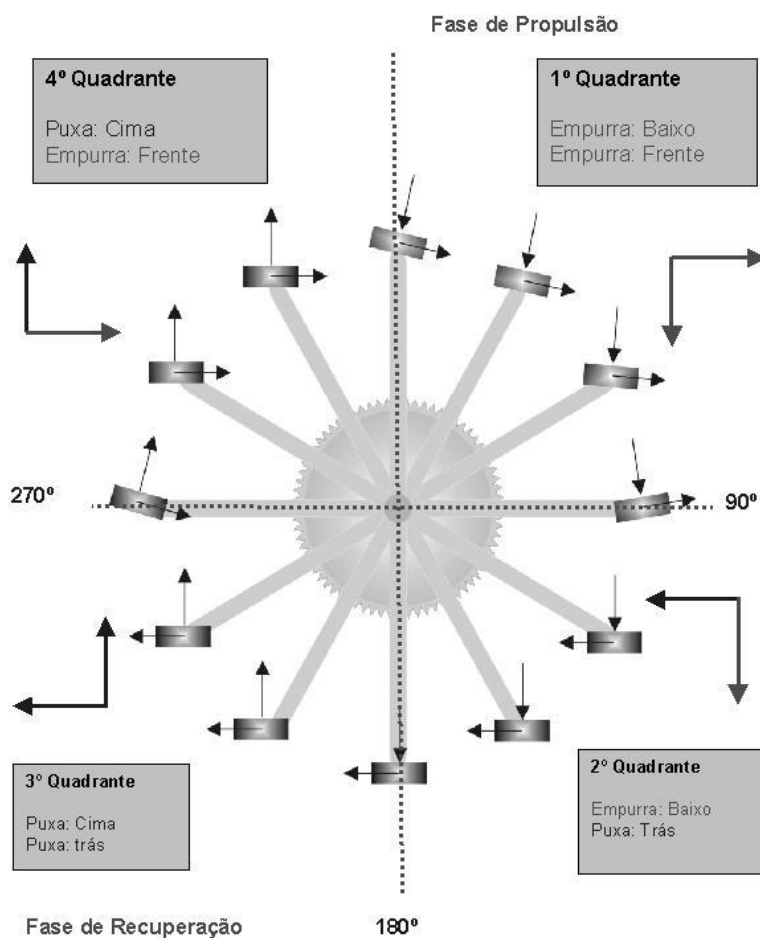 Fase de Propulsão
4º Quadrante
Puxa: Cima
Empurra: Frente
1º Quadrante
Empurra: Baixo
Empurra: Frente
270º
90º
3º Quadrante
Puxa: Cima
Puxa: trás
2º Quadrante
Empurra: Baixo
Puxa: Trás
Fase de Recuperação
180º